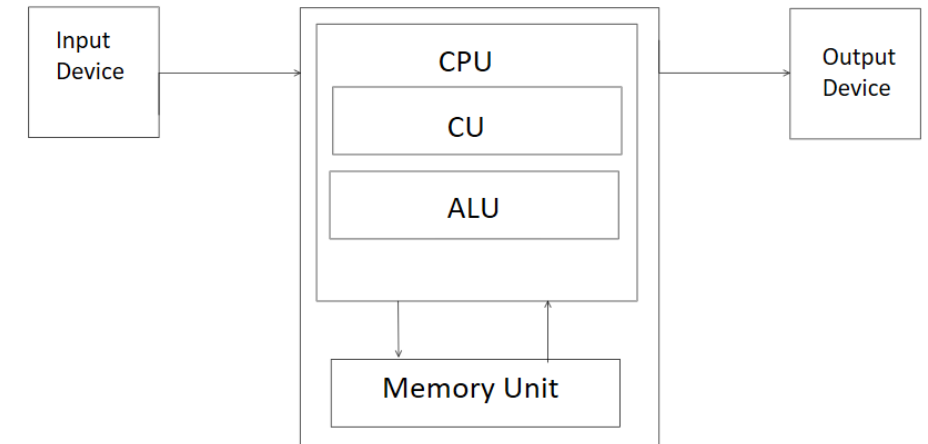 Input
Device
CPU
CU
ALU
Memory Unit
Output
Device